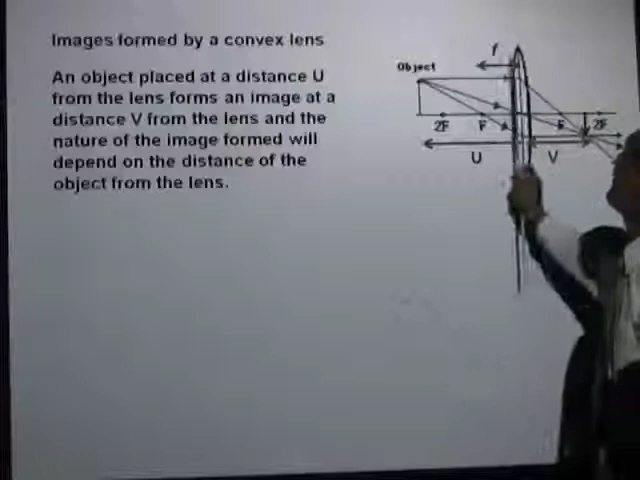 Images formed by a convex lens
An object placed at a distance U
from the lens forms an image at a
distance V from the lens and the
nature of the image formed will
depend on the distance of the
object from the lens.
f
Object
2F F F 2F
U V